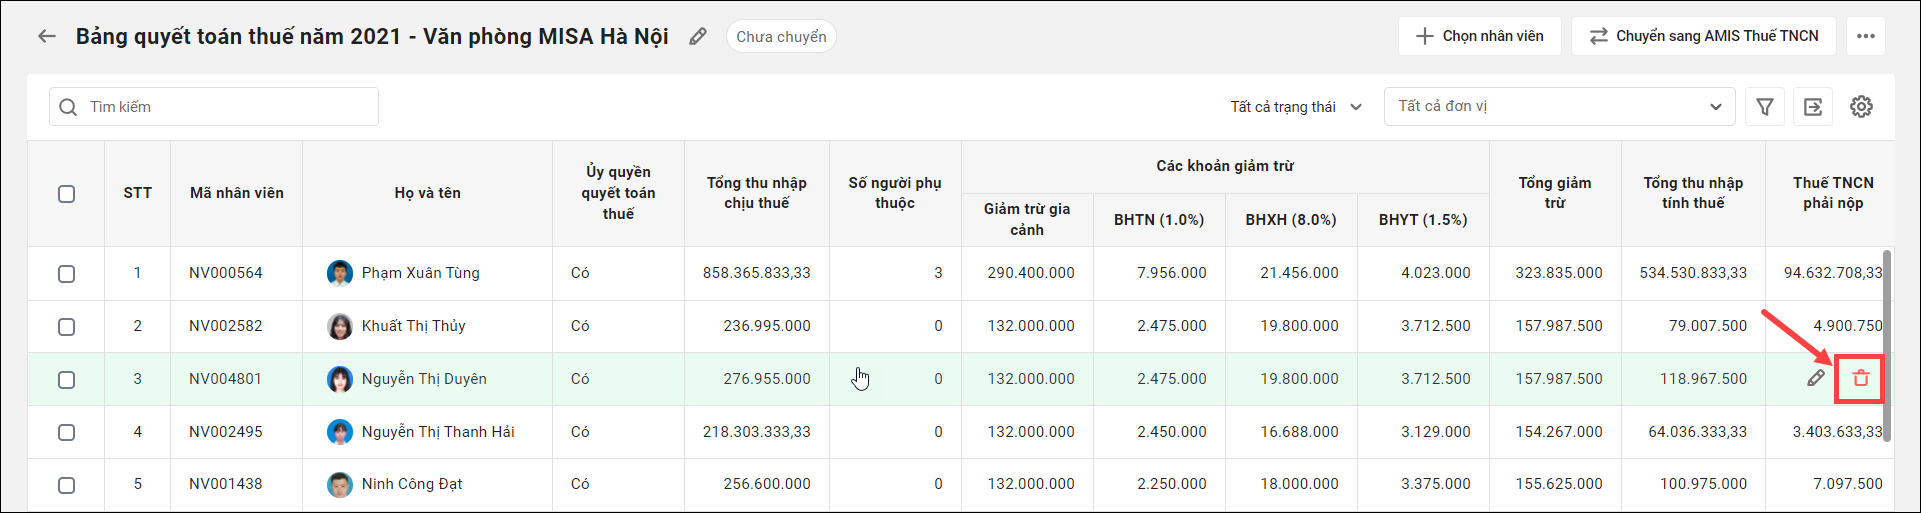 Bảng quyết toán thuế năm 2021 - Văn phòng MISA Hà Nội Chưa chuyển Chọn nhân viên Chuyển sang AMIS Thuế TNCN
Tìm kiếm Tất cả trạng thái Tất cả đơn vị
STT Mã nhân viên Họ và tên Ủy quyền quyết toán thuế Tổng thu nhập chịu thuế Số người phụ thuộc Các khoản giảm trừ Tổng giảm trừ Tổng thu nhập tính thuế Thuế TNCN phải nộp
Giảm trừ gia cảnh BHTN (1.0%) BHXH (8.0%) BHYT (1.5%)
1 NV000564 Phạm Xuân Tùng Có 858.365.833,33 3 290.400.000 7.956.000 21.456.000 4.023.000 323.835.000 534.530.833,33 94.632.708,33
2 NV002582 Khuất Thị Thủy Có 236.995.000 0 132.000.000 2.475.000 19.800.000 3.712.500 157.987.500 79.007.500 4.900.750
3 NV004801 Nguyễn Thị Duyên Có 276.955.000 0 132.000.000 2.475.000 19.800.000 3.712.500 157.987.500 118.967.500
4 NV002495 Nguyễn Thị Thanh Hải Có 218.303.333,33 0 132.000.000 2.450.000 16.688.000 3.129.000 154.267.000 64.036.333,33 3.403.633,33
5 NV001438 Ninh Công Đạt Có 256.600.000 0 132.000.000 2.250.000 18.000.000 3.375.000 155.625.000 100.975.000 7.097.500